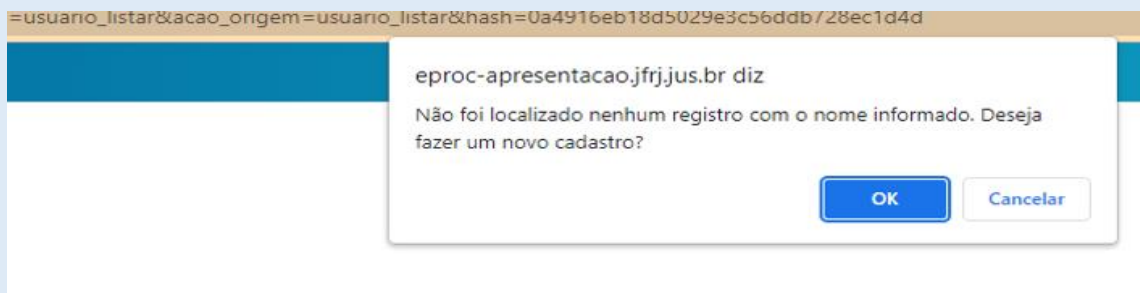 =usuario_listar&acao_origem=usuario_listar&hash=0a4916eb18d5029e3c56ddb728ec1d4d
eproc-apresentacao.jfrj.jus.br diz
Não foi localizado nenhum registro com o nome informado. Deseja
fazer um novo cadastro?
OK
Cancelar